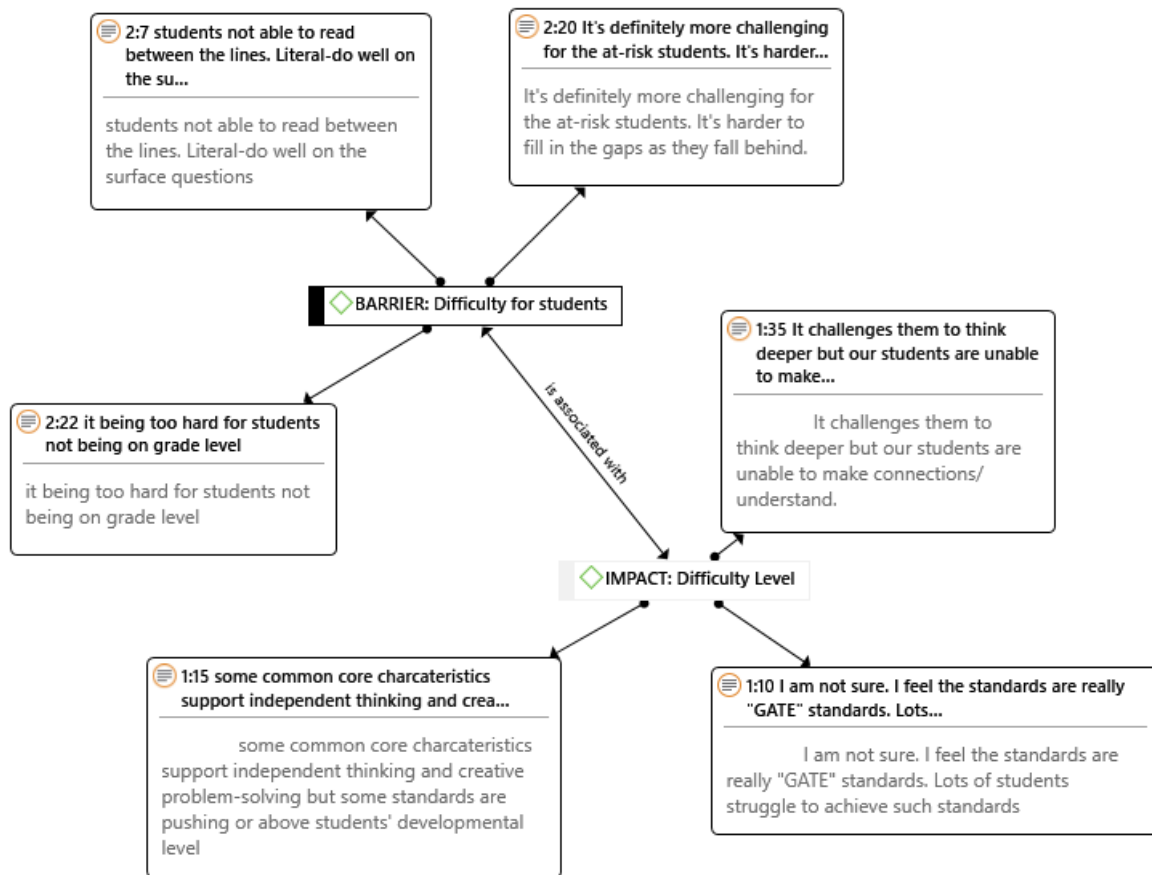 2:7 students not able to read
between the lines. Literal-do well on
the su...
students not able to read between
the lines. Literal-do well on the
surface questions
2:20 It's definitely more challenging
for the at-risk students. It's harder...
It's definitely more challenging for
the at-risk students. It's harder to
fill in the gaps as they fall behind.
BARRIER: Difficulty for students
2:22 it being too hard for students
not being on grade level
it being too hard for students not
being on grade level
is associated with
1:35 It challenges them to think
deeper but our students are unable
to make...
It challenges them to
think deeper but our students are
unable to make connections/
understand.
IMPACT: Difficulty Level
1:15 some common core charcateristics
support independent thinking and crea...
some common core charcateristics
support independent thinking and creative
problem-solving but some standards are
pushing or above students' developmental
level
1:10 I am not sure. I feel the standards are really
"GATE" standards. Lots...
I am not sure. I feel the standards are
really "GATE" standards. Lots of students
struggle to achieve such standards